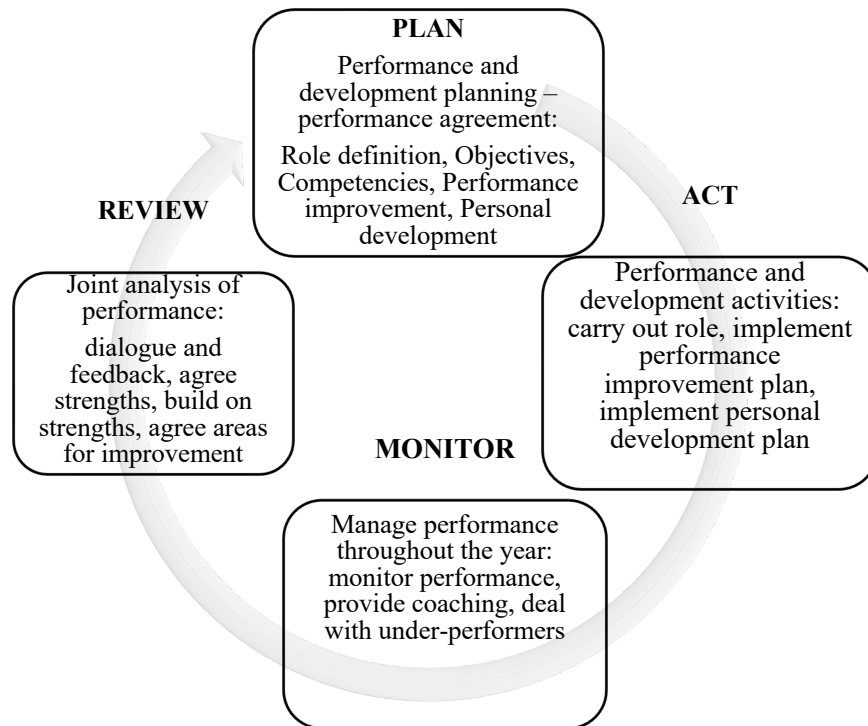 PLAN
Performance and
development planning –
performance agreement:
Role definition, Objectives,
Competencies, Performance
improvement, Personal
development
ACT
Performance and
development activities:
carry out role, implement
performance
improvement plan,
implement personal
development plan
MONITOR
Manage performance
throughout the year:
monitor performance,
provide coaching, deal
with under-performers
REVIEW
Joint analysis of
performance:
dialogue and
feedback, agree
strengths, build on
strengths, agree areas
for improvement